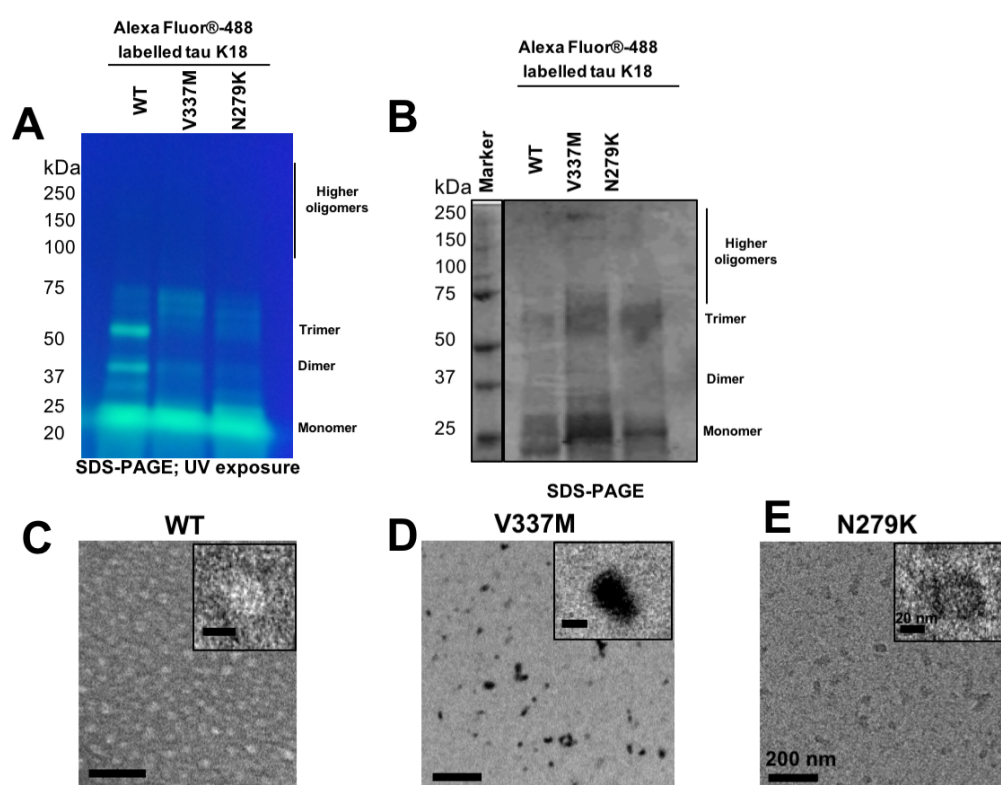 Alexa Fluor®-488
labelled tau K18
WT
V337M
N279K
A
kDa
250
150
100
75
50
37
25
20
Higher
oligomers
Trimer
Dimer
Monomer
SDS-PAGE; UV exposure
Alexa Fluor®-488
labelled tau K18
B
Marker
WT
V337M
N279K
kDa
250
150
100
75
50
37
25
Higher
oligomers
Trimer
Dimer
Monomer
SDS-PAGE
C
WT
D
V337M
E
N279K
20 nm
200 nm